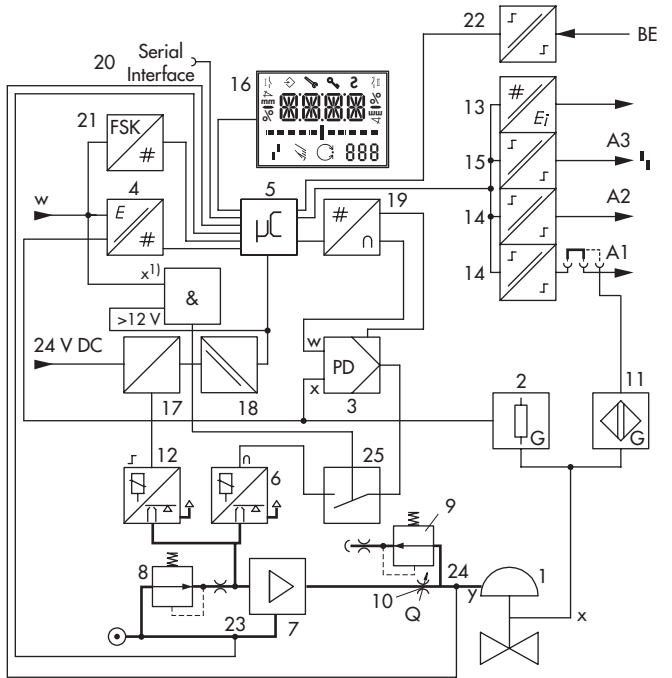 22
BE
Serial
Interface
20
16
mm
%
%
mm
888
13
#
Ei
21
FSK
#
15
A3
w
4
E
#
5
µC
#
∩
19
14
A2
14
A1
x1)
&
>12 V
24 V DC
w
PD
x
3
17
18
2
G
11
G
12
∩
6
25
9
8
7
10
Q
24
y
1
x
23